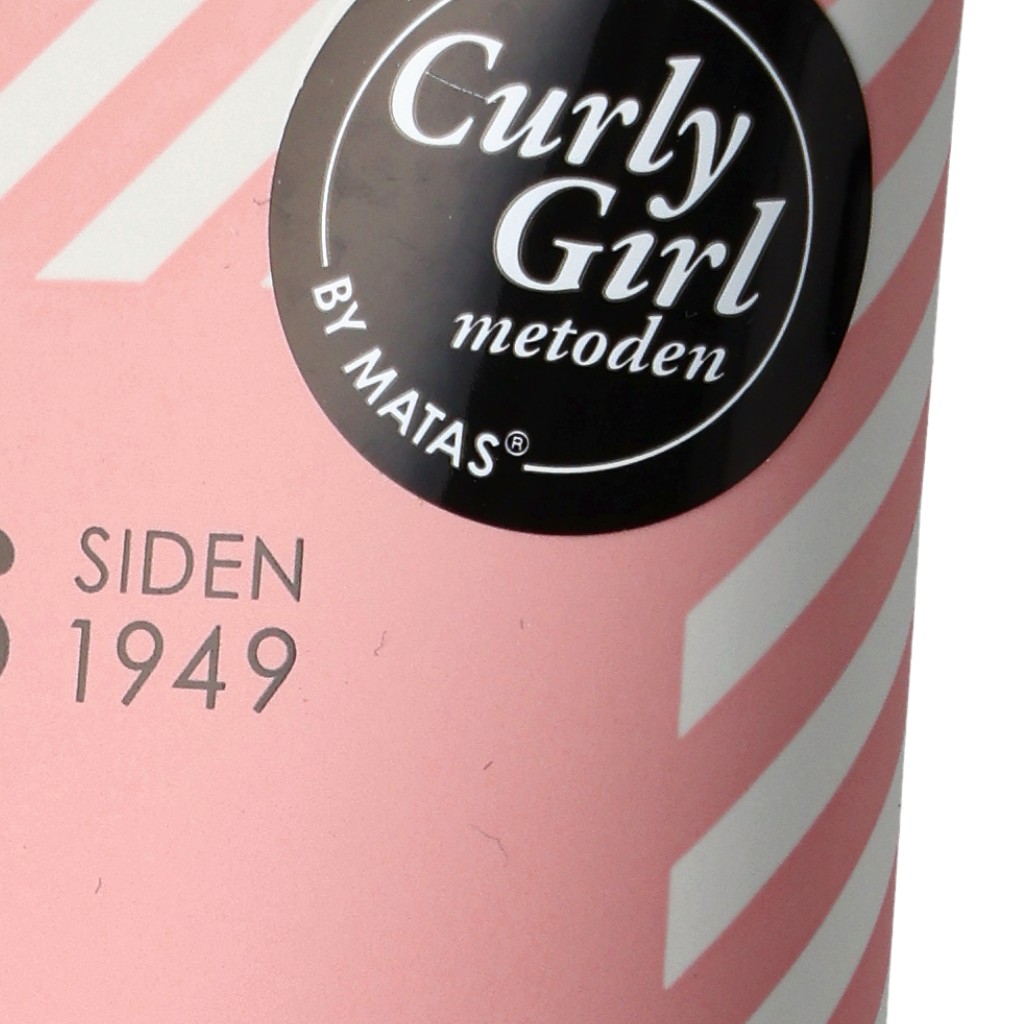 Curly
Girl
metoden
BY MATAS®
SIDEN
1949